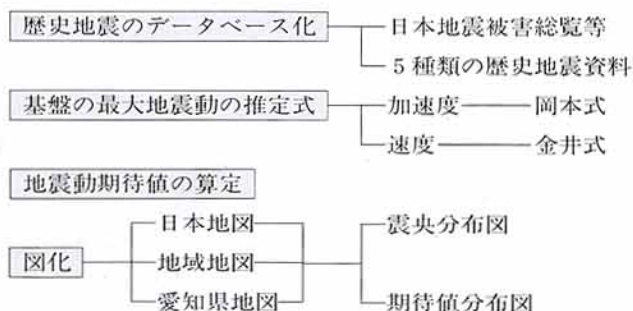 歴史地震のデータベース化 日本地震被害総覧等
5種類の歴史地震資料
基盤の最大地震動の推定式 加速度 岡本式
速度 金井式
地震動期待値の算定
日本地図 震央分布図
図化 地域地図
愛知県地図 期待値分布図